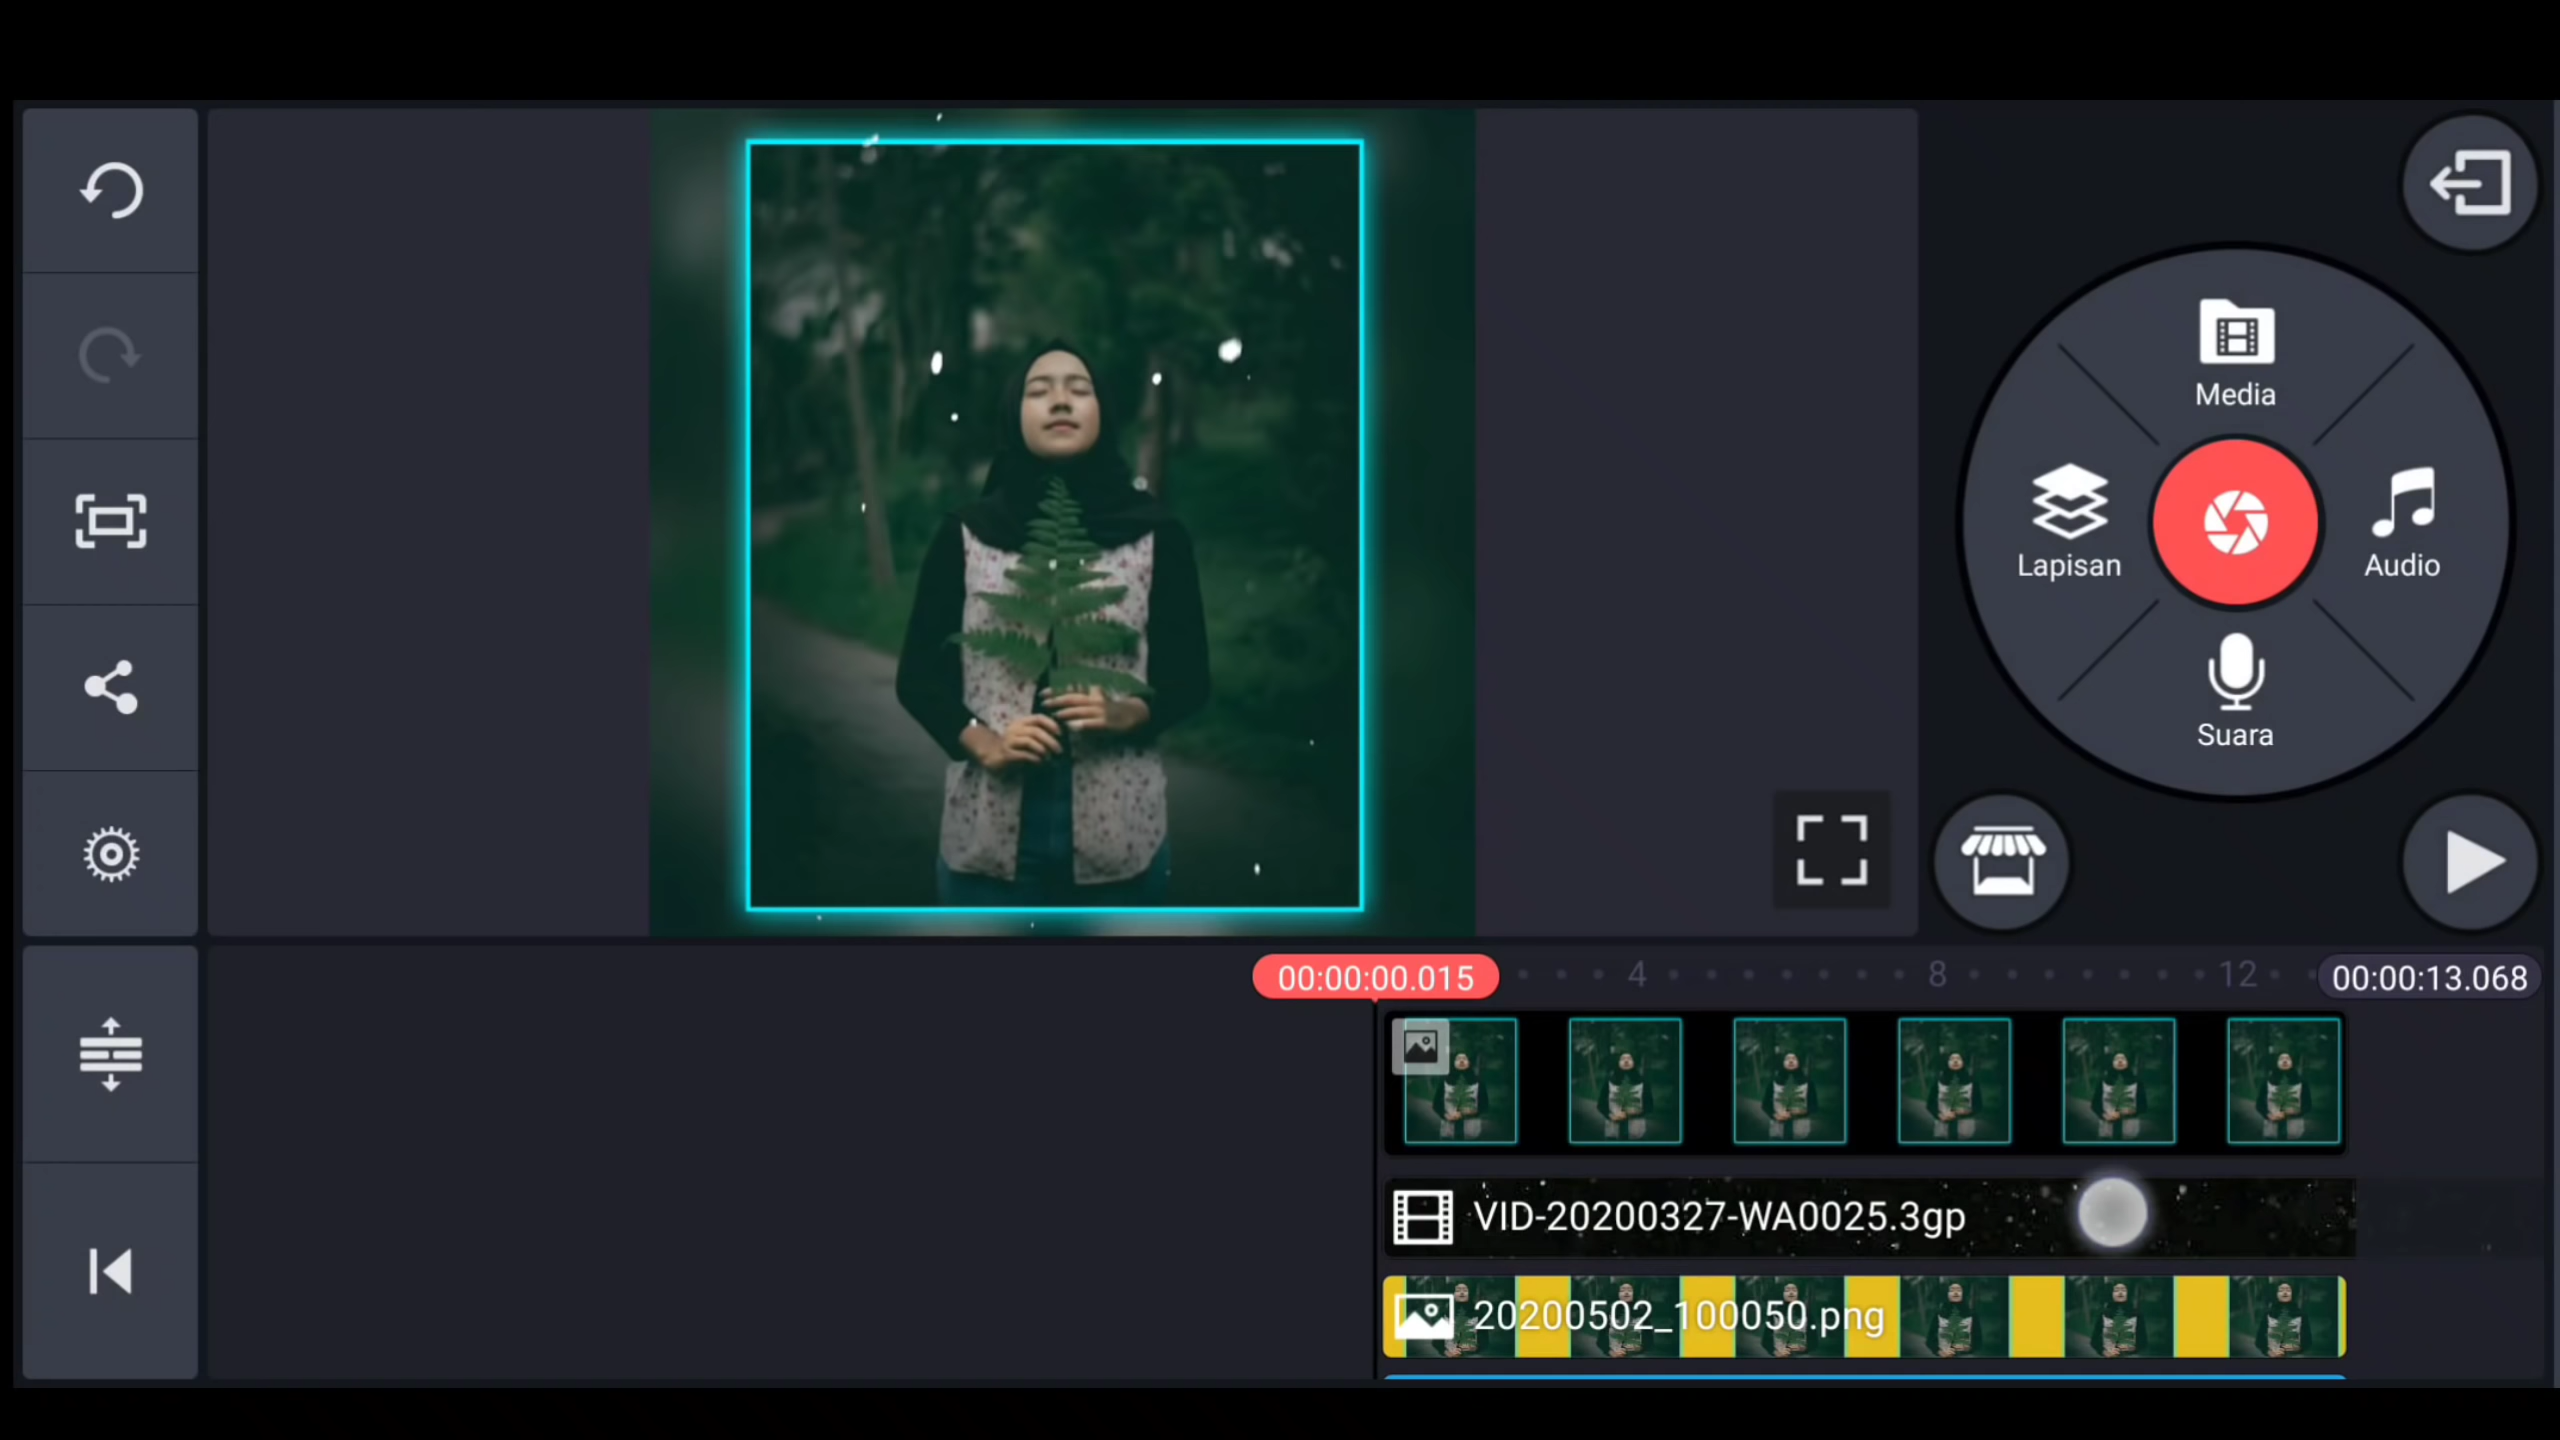 Media
Lapisan
Audio
Suara
00:00:00.015
4
8
12
00:00:13.068
VID-20200327-WA0025.3gp
20200502_100050.png